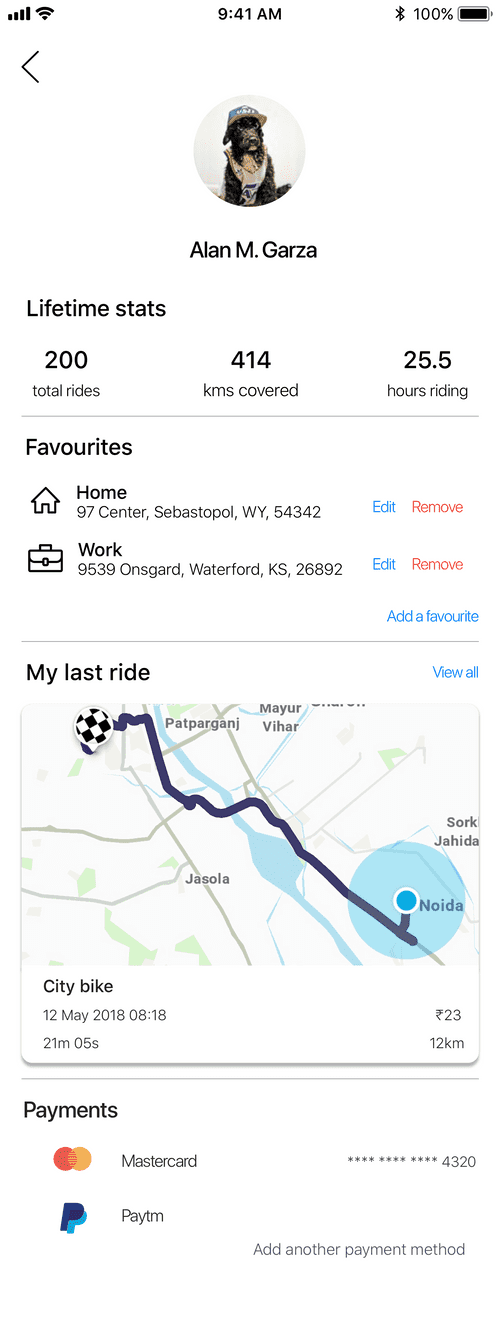 9:41 AM
100%
Alan M. Garza
Lifetime stats
200
414
25.5
total rides
kms covered
hours riding
Favourites
Home
97 Center, Sebastopol, WY, 54342
Edit
Remove
Work
9539 Onsgard, Waterford, KS, 26892
Edit
Remove
Add a favourite
My last ride
View all
Patparganj
Mayur
Vihar
Jahida
Jasola
Noida
City bike
12 May 2018 08:18
₹23
21m 05s
12km
Payments
Mastercard
**** **** **** 4320
Paytm
Add another payment method